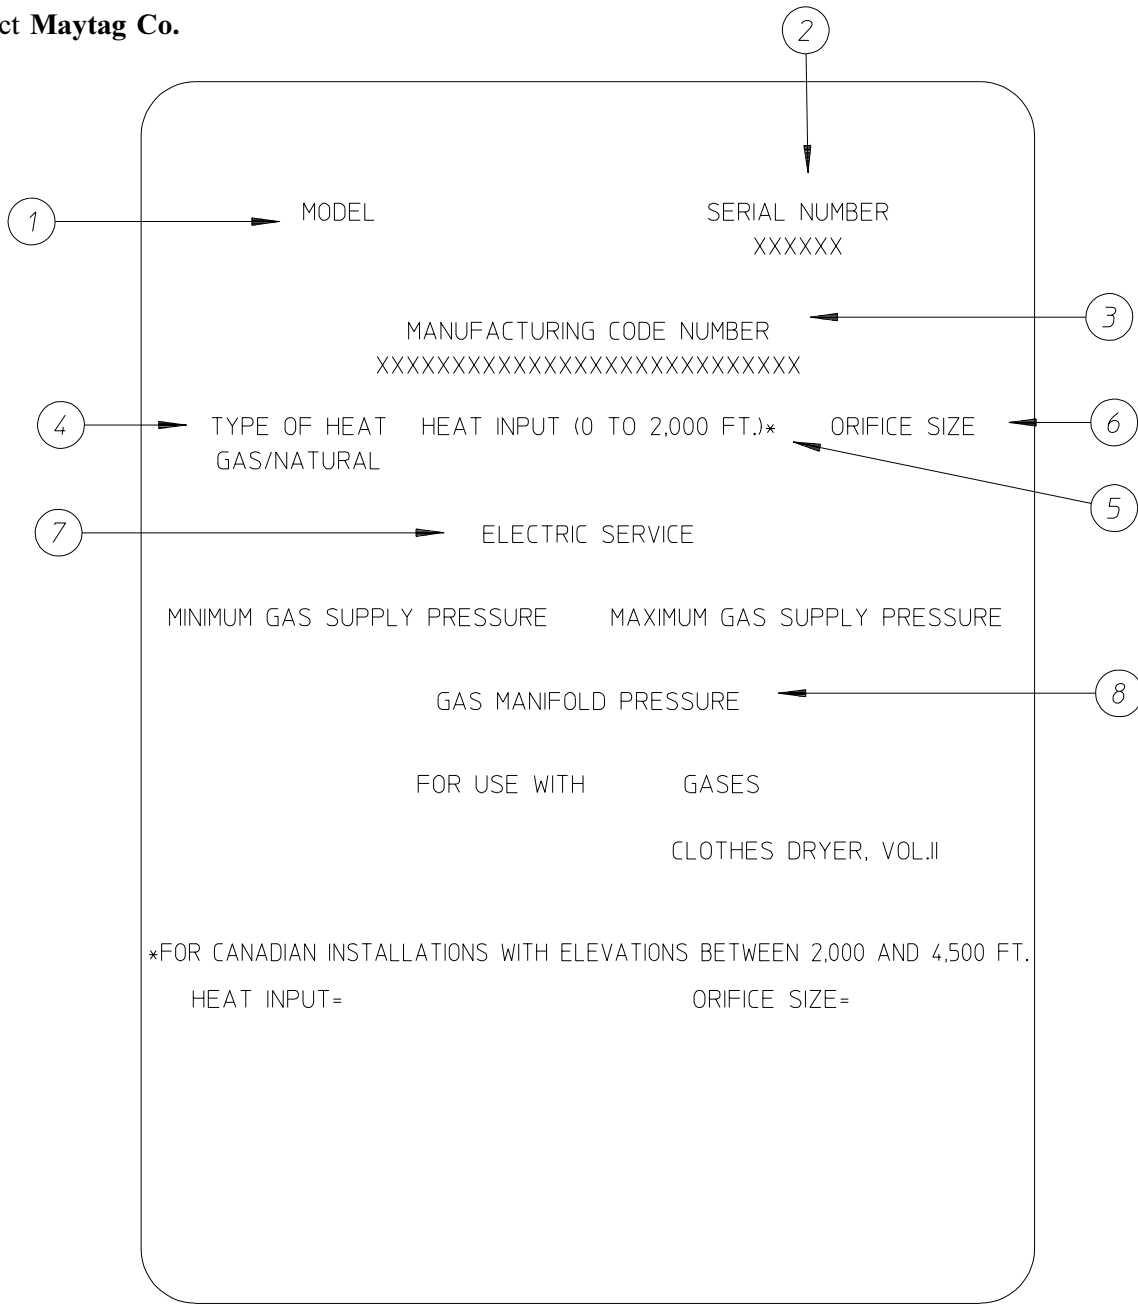 ct Maytag Co.
2
1 MODEL SERIAL NUMBER
XXXXXX
3
MANUFACTURING CODE NUMBER
XXXXXXXXXXXXXXXXXXXXXXXXXXXX
4 TYPE OF HEAT HEAT INPUT (0 TO 2,000 FT.)* ORIFICE SIZE 6
GAS/NATURAL
5
7 ELECTRIC SERVICE
MINIMUM GAS SUPPLY PRESSURE MAXIMUM GAS SUPPLY PRESSURE
GAS MANIFOLD PRESSURE 8
FOR USE WITH GASES
CLOTHES DRYER, VOL.II
*FOR CANADIAN INSTALLATIONS WITH ELEVATIONS BETWEEN 2,000 AND 4,500 FT.
HEAT INPUT= ORIFICE SIZE=